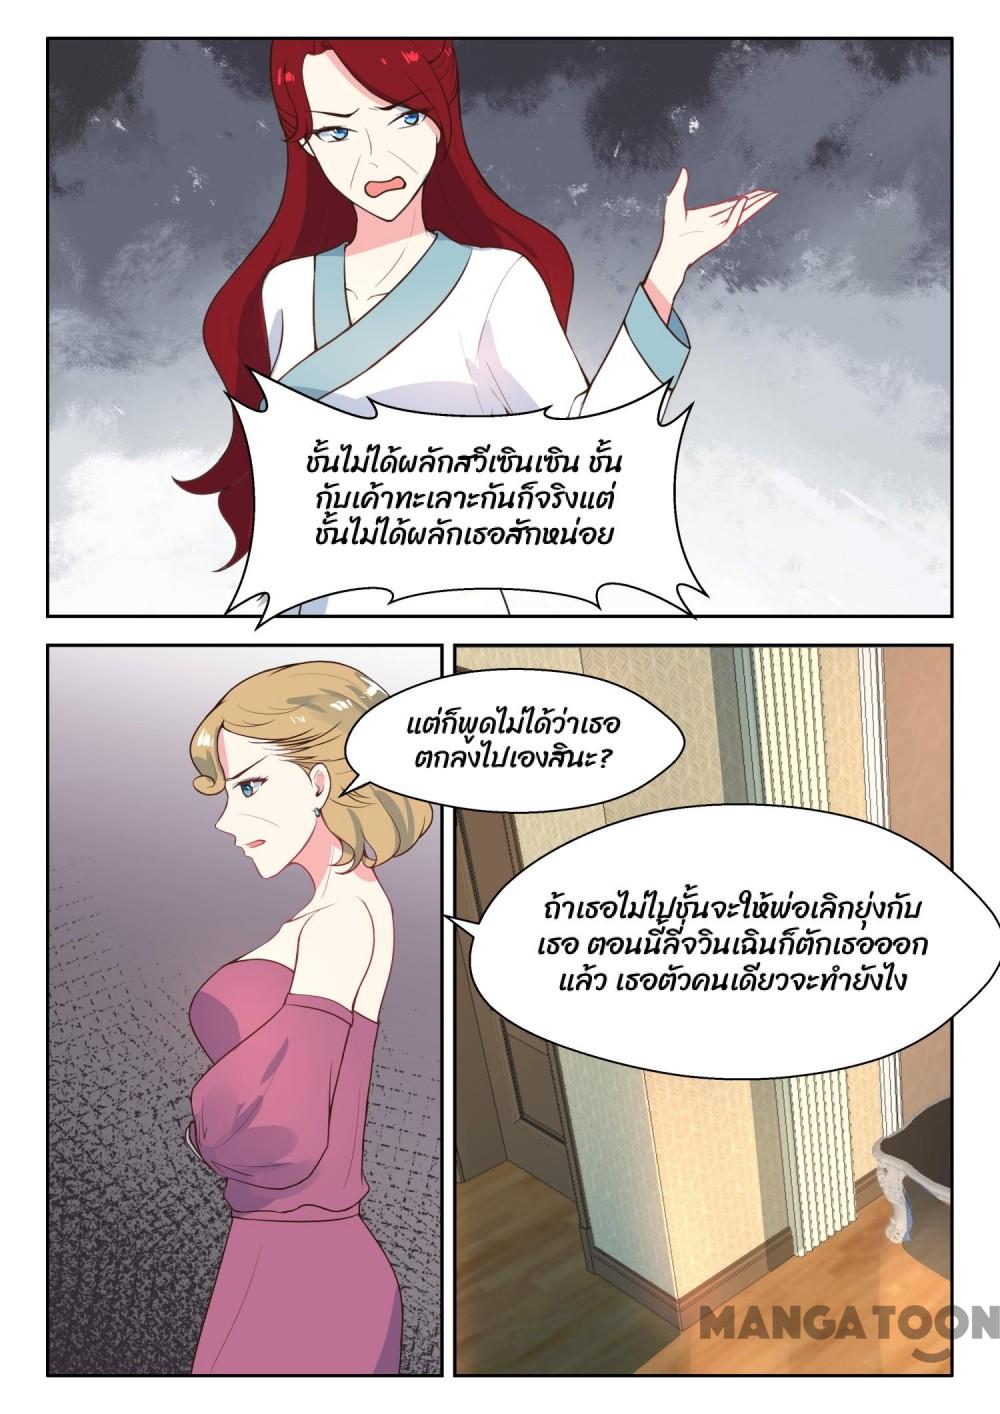 ชั้นไม่ได้ผลักสวีเซินเซิน ชั้น
กับเค้าทะเลาะกันก็จริงแต่
ชั้นไม่ได้ผลักเธอสักหน่อย
แต่ก็พูดไม่ได้ว่าเธอ
ตกลงไปเองสินะ?
ถ้าเธอไม่ไปชั้นจะให้พ่อเลิกยุ่งกับ
เธอ ตอนนี้ลี่จวินเฉินก็ตักเธอออก
แล้ว เธอตัวคนเดียวจะทำยังไง
MANGATOON